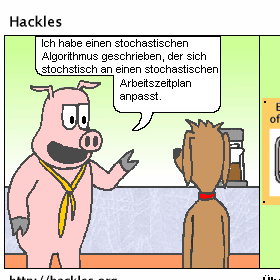 Hackles
Ich habe einen stochastischen
Algorithmus geschrieben, der sich
stochstisch an einen stochastischen
Arbeitszeitplan
anpasst.
http://hackles.org